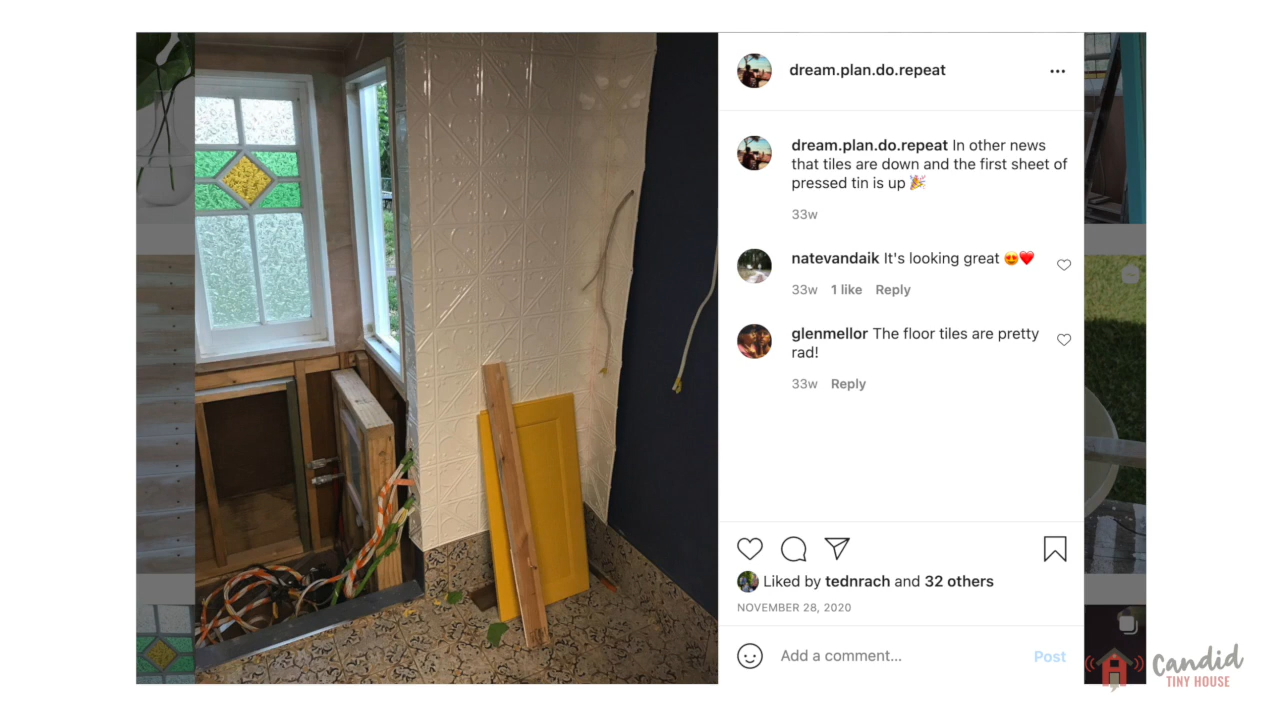 dream.plan.do.repeat
dream.plan.do.repeat In other news
that tiles are down and the first sheet of
pressed tin is up 🎉
33w
natevandaik It's looking great 😍❤️
33w 1 like Reply
glenmellor The floor tiles are pretty
rad!
33w Reply
Liked by tednrach and 32 others
NOVEMBER 28, 2020
Add a comment... Post
Candid
TINY HOUSE